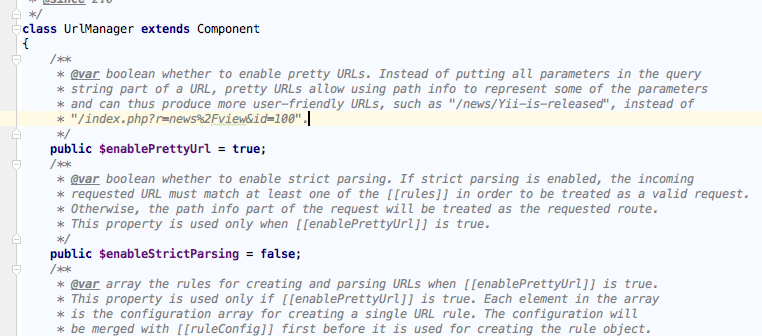 * @since 2.0
*/
class UrlManager extends Component
{
/**
* @var boolean whether to enable pretty URLs. Instead of putting all parameters in the query
* string part of a URL, pretty URLs allow using path info to represent some of the parameters
* and can thus produce more user-friendly URLs, such as "/news/Yii-is-released", instead of
* "/index.php?r=news%2Fview&id=100".
*/
public $enablePrettyUrl = true;
/**
* @var boolean whether to enable strict parsing. If strict parsing is enabled, the incoming
* requested URL must match at least one of the [[rules]] in order to be treated as a valid request.
* Otherwise, the path info part of the request will be treated as the requested route.
* This property is used only when [[enablePrettyUrl]] is true.
*/
public $enableStrictParsing = false;
/**
* @var array the rules for creating and parsing URLs when [[enablePrettyUrl]] is true.
* This property is used only if [[enablePrettyUrl]] is true. Each element in the array
* is the configuration array for creating a single URL rule. The configuration will
* be merged with [[ruleConfig]] first before it is used for creating the rule object.